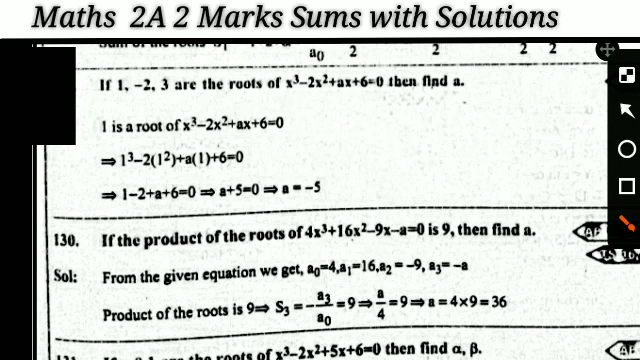 Maths 2A 2 Marks Sums with Solutions
a₀ 2 2 2 2
If 1, –2, 3 are the roots of x³–2x²+ax+6=0 then find a.
1 is a root of x³–2x²+ax+6=0
⇒ 1³–2(1²)+a(1)+6=0
⇒ 1–2+a+6=0 ⇒ a+5=0 ⇒ a = –5
130. If the product of the roots of 4x³+16x²–9x–a=0 is 9, then find a.
Sol: From the given equation we get, a₀=4,a₁=16,a₂ = –9, a₃= –a
Product of the roots is 9⇒ S₃ = –a₃/a₀ = 9 ⇒ a/4 = 9 ⇒ a = 4×9 = 36
are the roots of x³–2x²+5x+6=0 then find α, β.